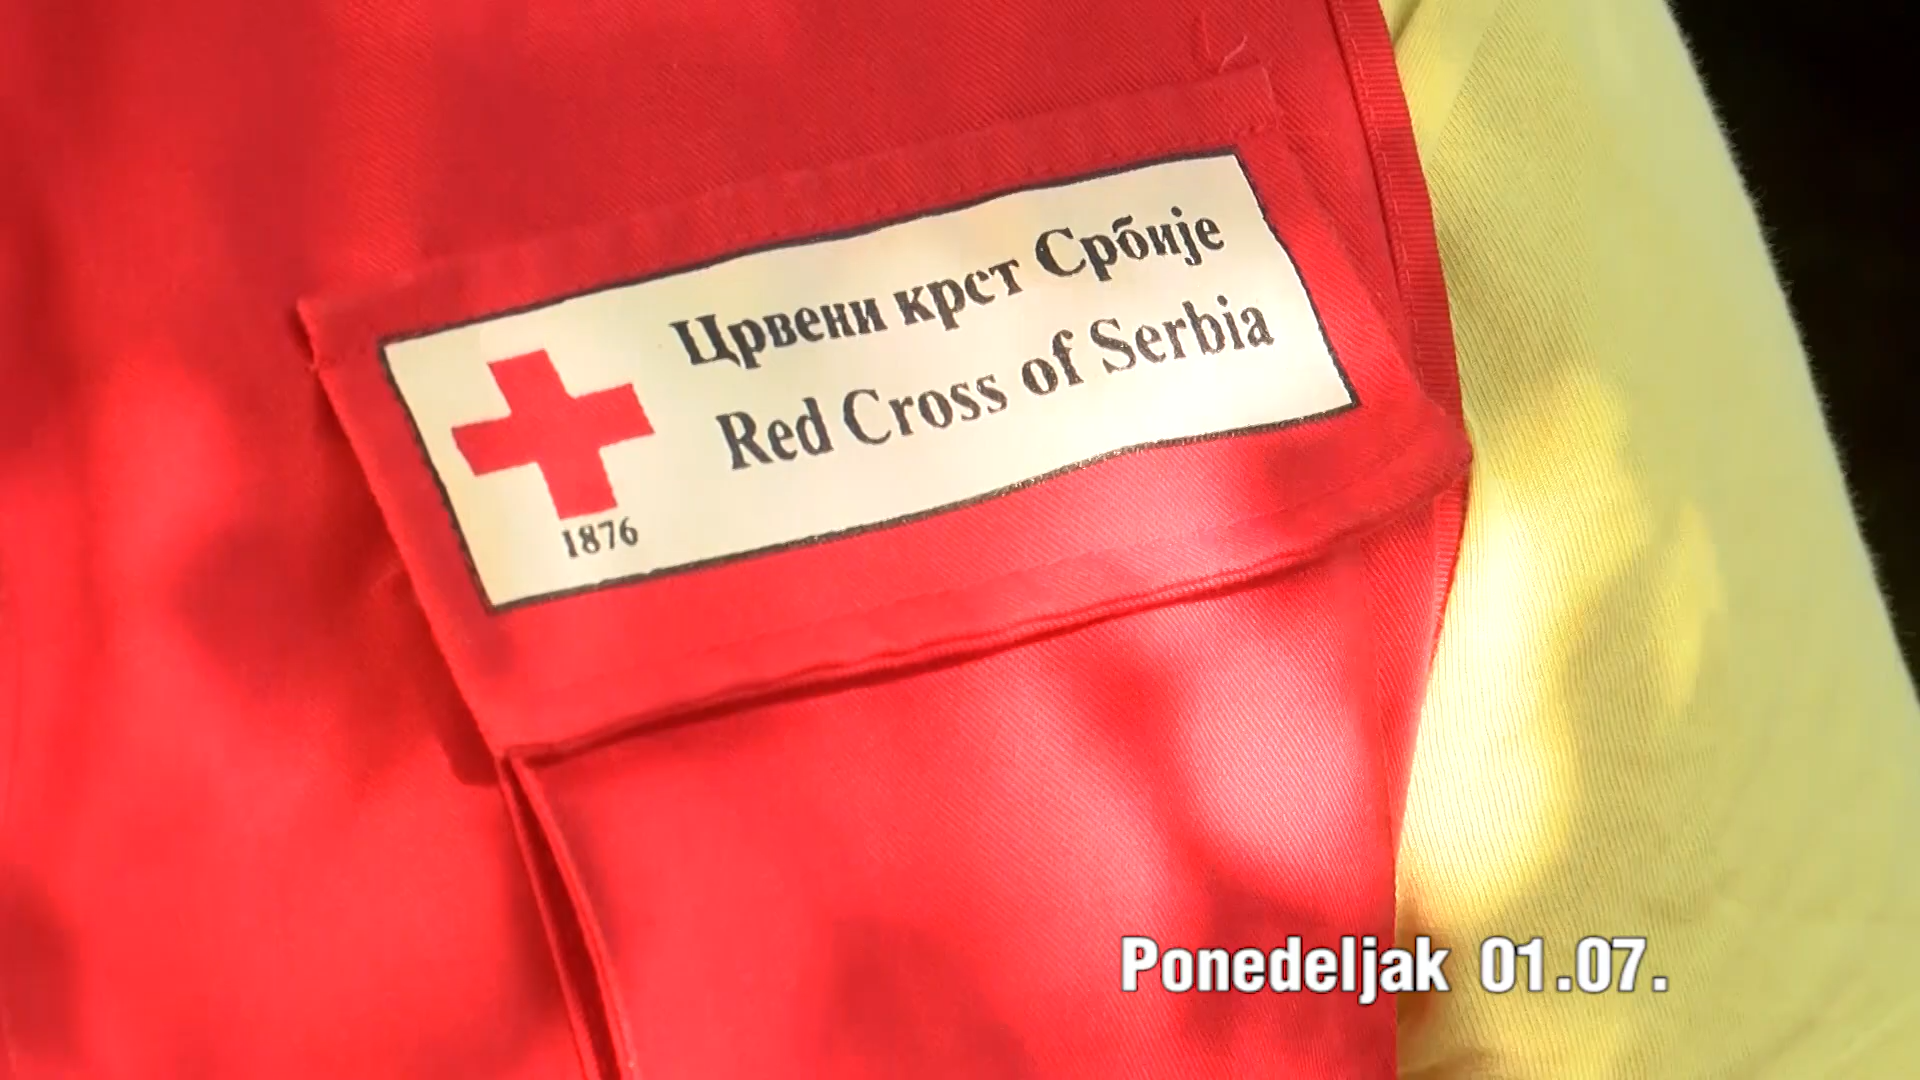 Црвени крст Србије
Red Cross of Serbia
1876
Ponedeljak 01.07.